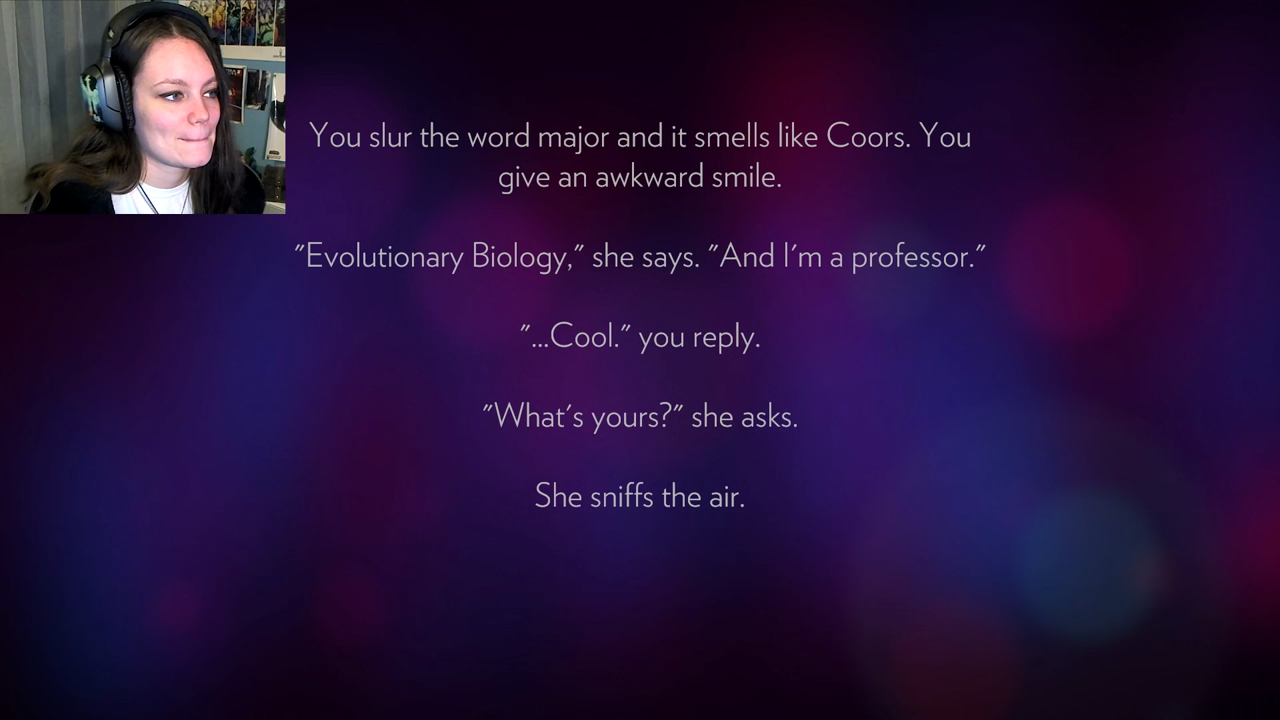 You slur the word major and it smells like Coors. You
give an awkward smile.
"Evolutionary Biology," she says. "And I'm a professor."
"...Cool." you reply.
"What's yours?" she asks.
She sniffs the air.